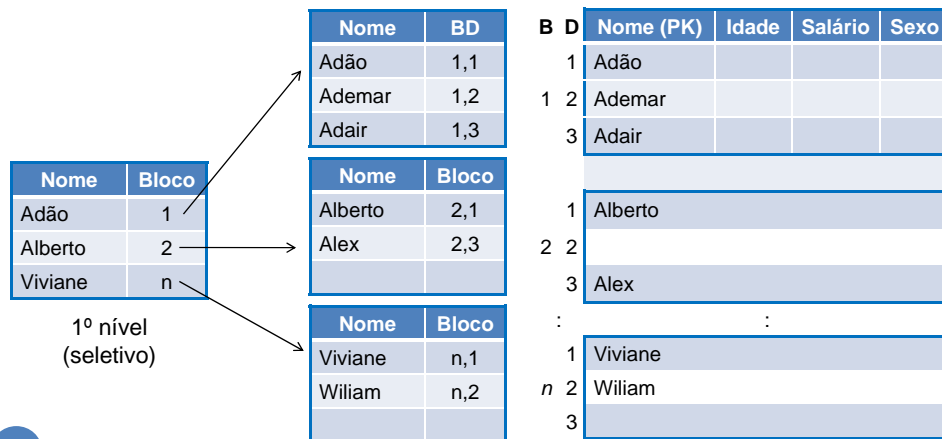 Nome Bloco
Adão 1
Alberto 2
Viviane n
1º nível
(seletivo)
Nome BD
Adão 1,1
Ademar 1,2
Adair 1,3
Nome Bloco
Alberto 2,1
Alex 2,3
Nome Bloco
Viviane n,1
Wiliam n,2
B D Nome (PK) Idade Salário Sexo
1 Adão
1 2 Ademar
3 Adair
1 Alberto
2 2
3 Alex
: :
1 Viviane
n 2 Wiliam
3